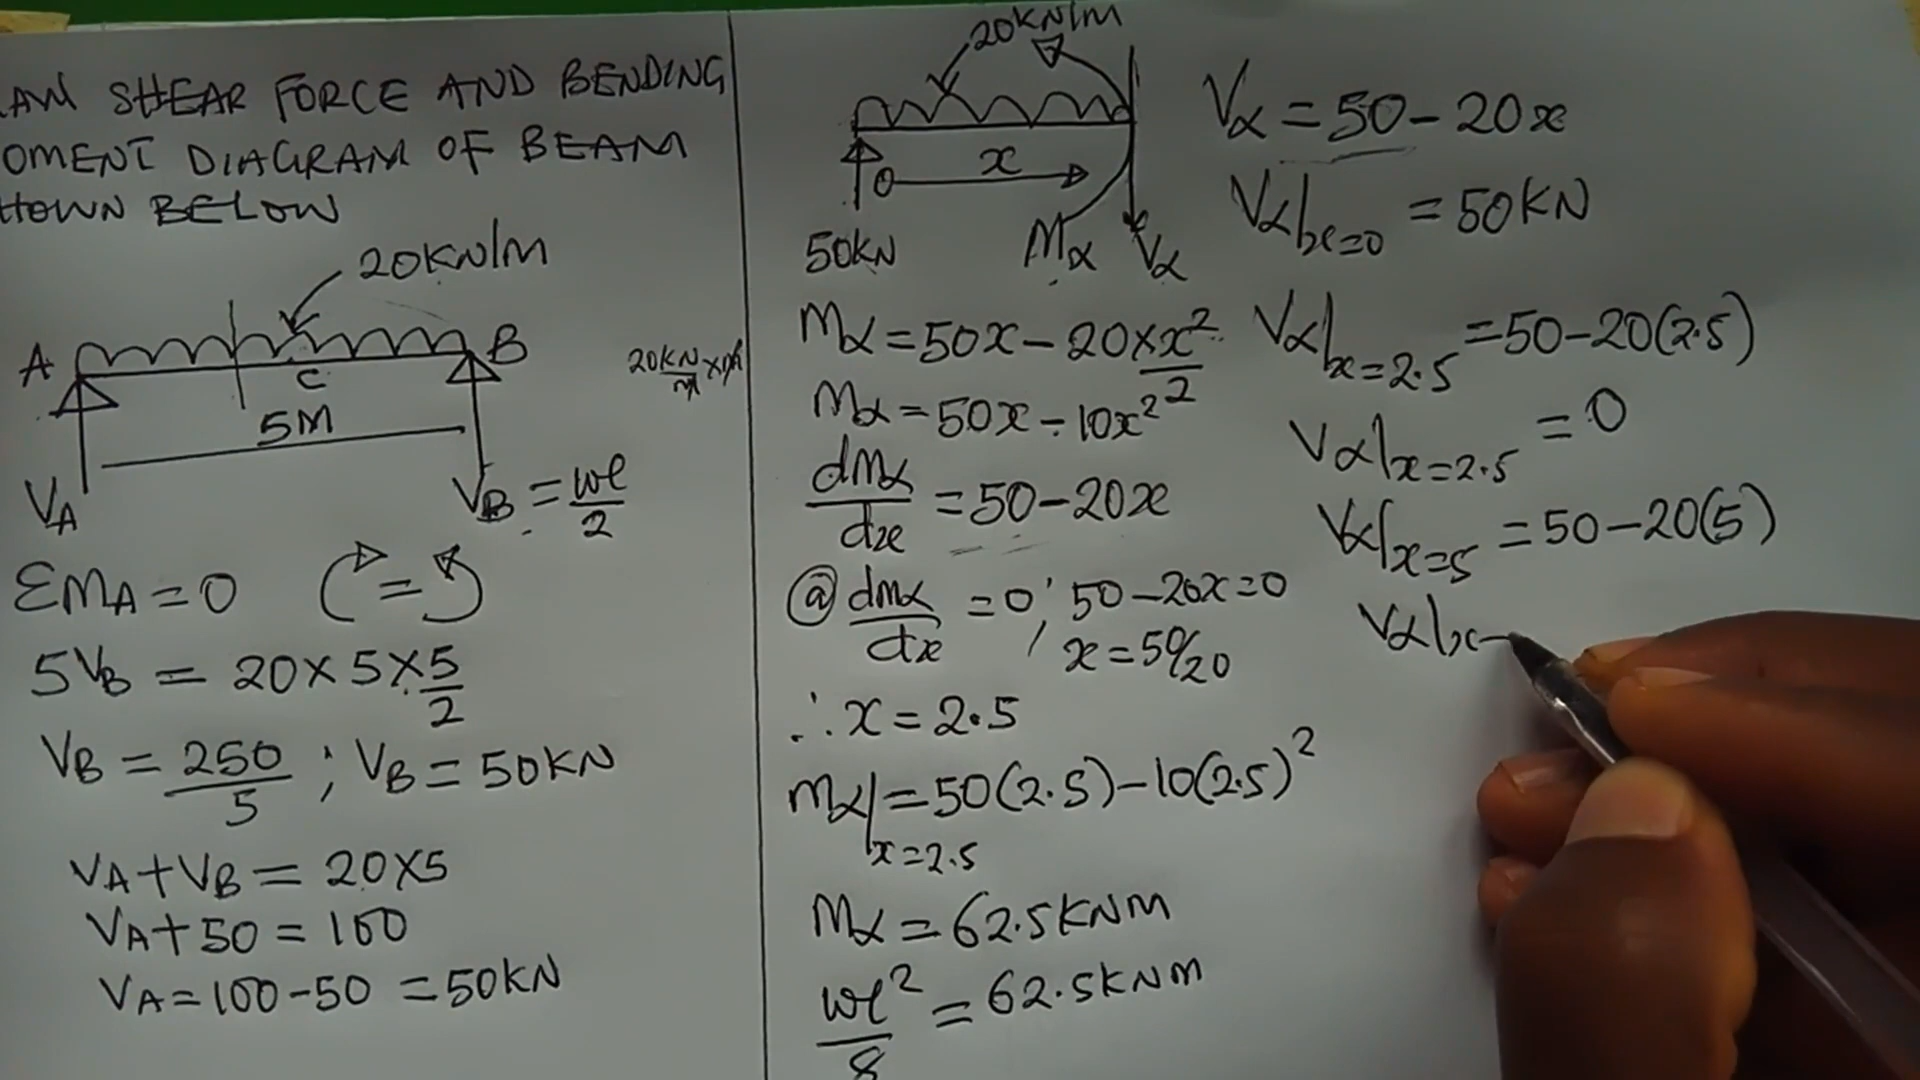 AW SHEAR FORCE AND BENDING
OMENT DIAGRAM OF BEAM
HOWN BELOW
20KN/M
A
B
C
5M
VA
VB = wl/2
20KN/m × m
ΣMA = 0 ( = )
5VB = 20×5×5/2
VB = 250/5 ; VB = 50KN
VA + VB = 20×5
VA + 50 = 100
VA = 100 - 50 = 50KN
20KN/M
0
x
50KN
Mx
Vx
Mx = 50x - 20×x²/2
Mx = 50x - 10x²
dMx/dx = 50 - 20x
@ dMx/dx = 0; 50 - 20x = 0
x = 50/20
∴ x = 2.5
Mx|x=2.5 = 50(2.5) - 10(2.5)²
Mx = 62.5KNM
wl²/8 = 62.5KNM
Vx = 50 - 20x
Vx|x=0 = 50KN
Vx|x=2.5 = 50 - 20(2.5)
Vx|x=2.5 = 0
Vx|x=5 = 50 - 20(5)
Vx|x